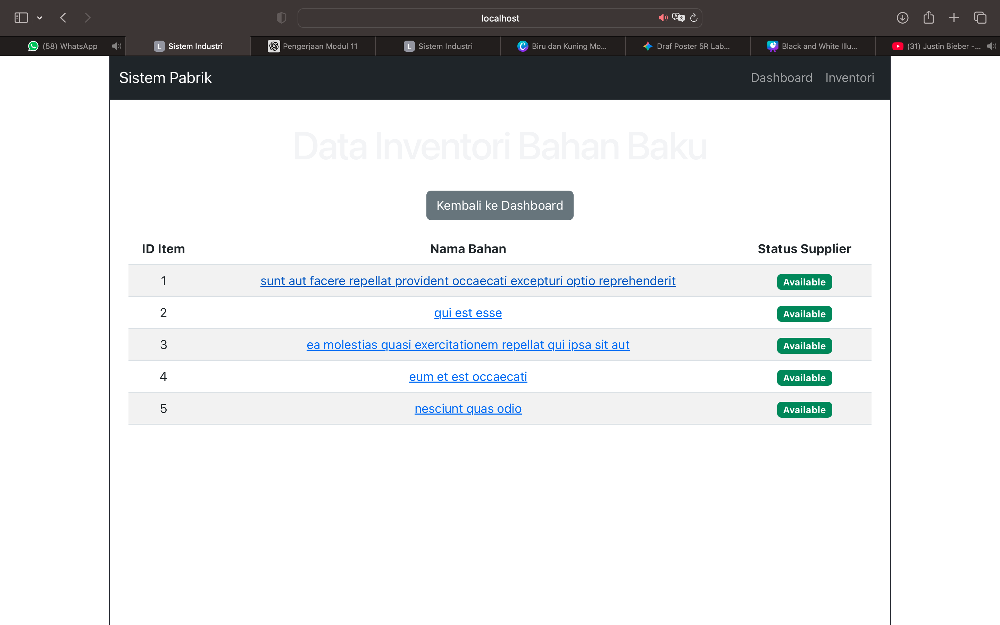 localhost
(58) WhatsApp
L Sistem Industri
Pengerjaan Modul 11
L Sistem Industri
Biru dan Kuning Mo...
Draf Poster 5R Lab...
Black and White Illu...
(31) Justin Bieber -...
Sistem Pabrik
Dashboard Inventori
Data Inventori Bahan Baku
Kembali ke Dashboard
ID Item Nama Bahan Status Supplier
1 sunt aut facere repellat provident occaecati excepturi optio reprehenderit Available
2 qui est esse Available
3 ea molestias quasi exercitationem repellat qui ipsa sit aut Available
4 eum et est occaecati Available
5 nesciunt quas odio Available